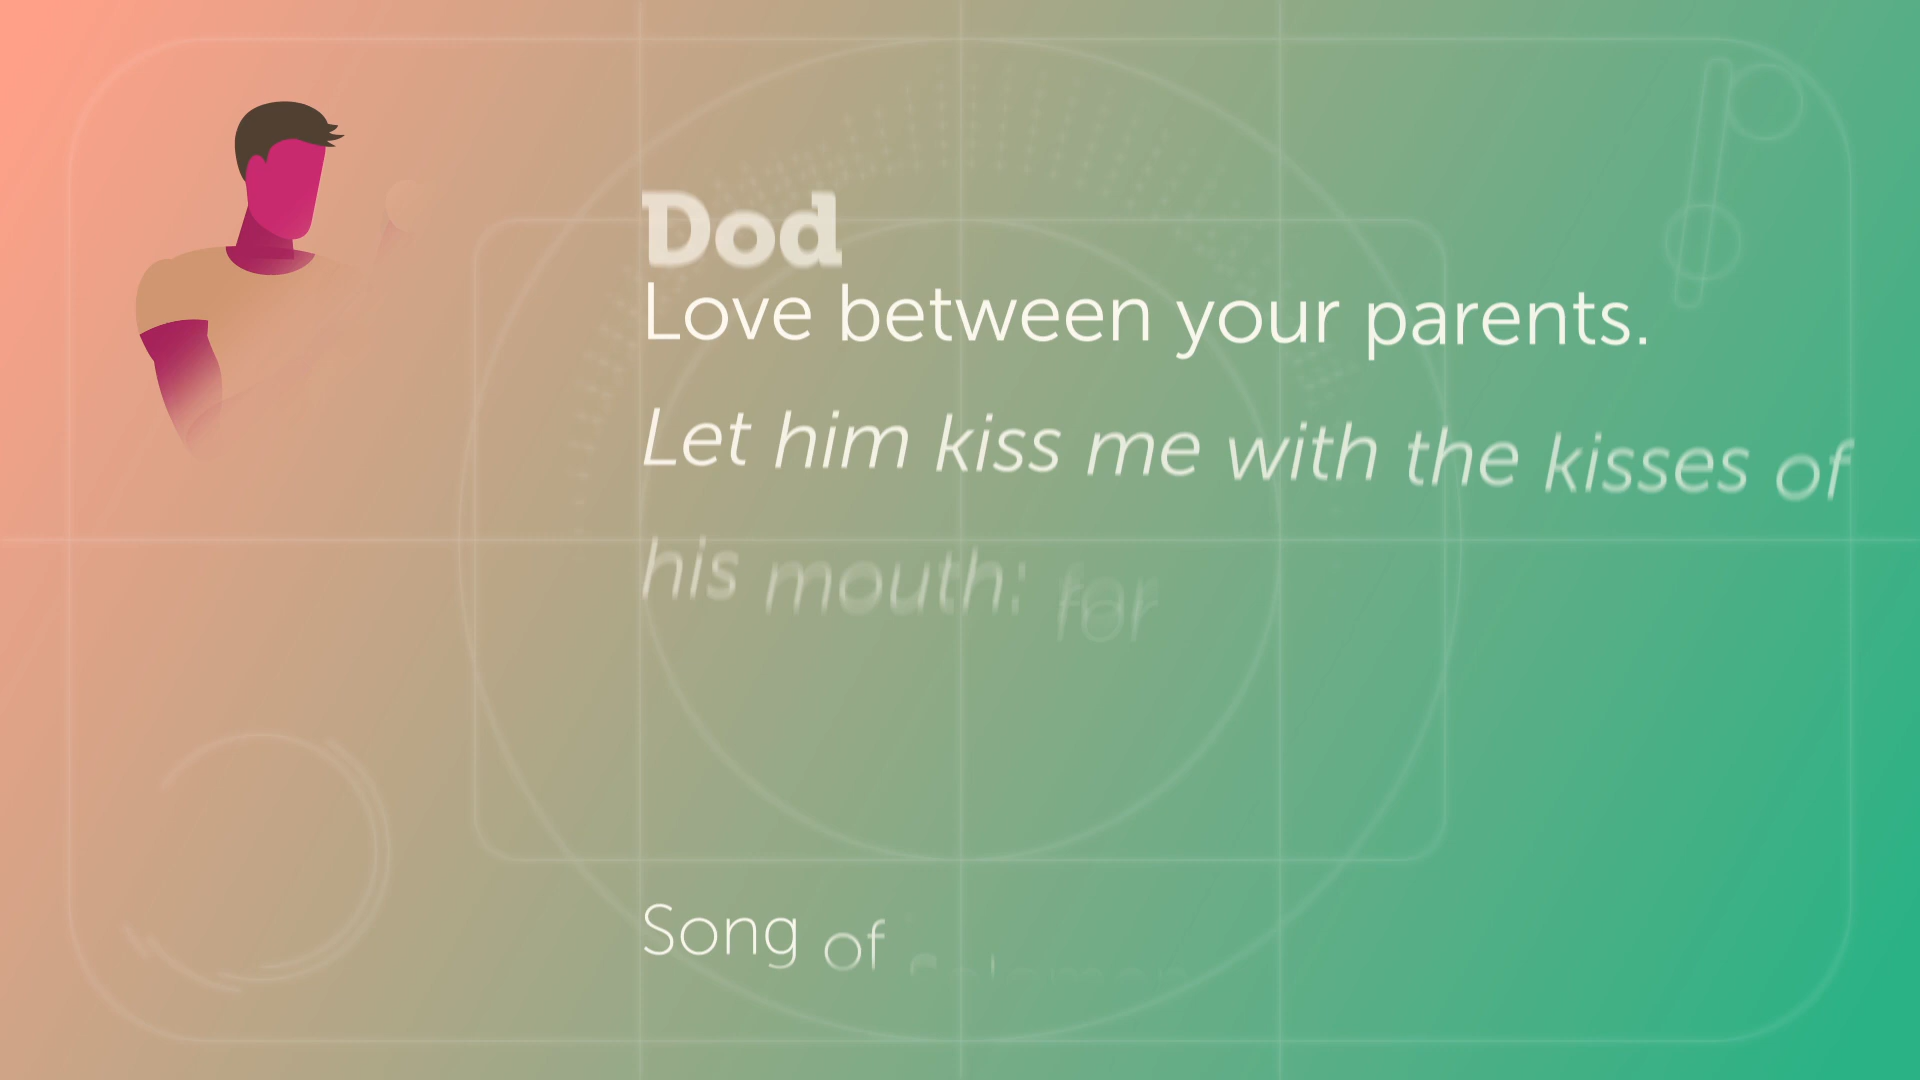 Dod
Love between your parents.
Let him kiss me with the kisses of
his mouth: for
Song of